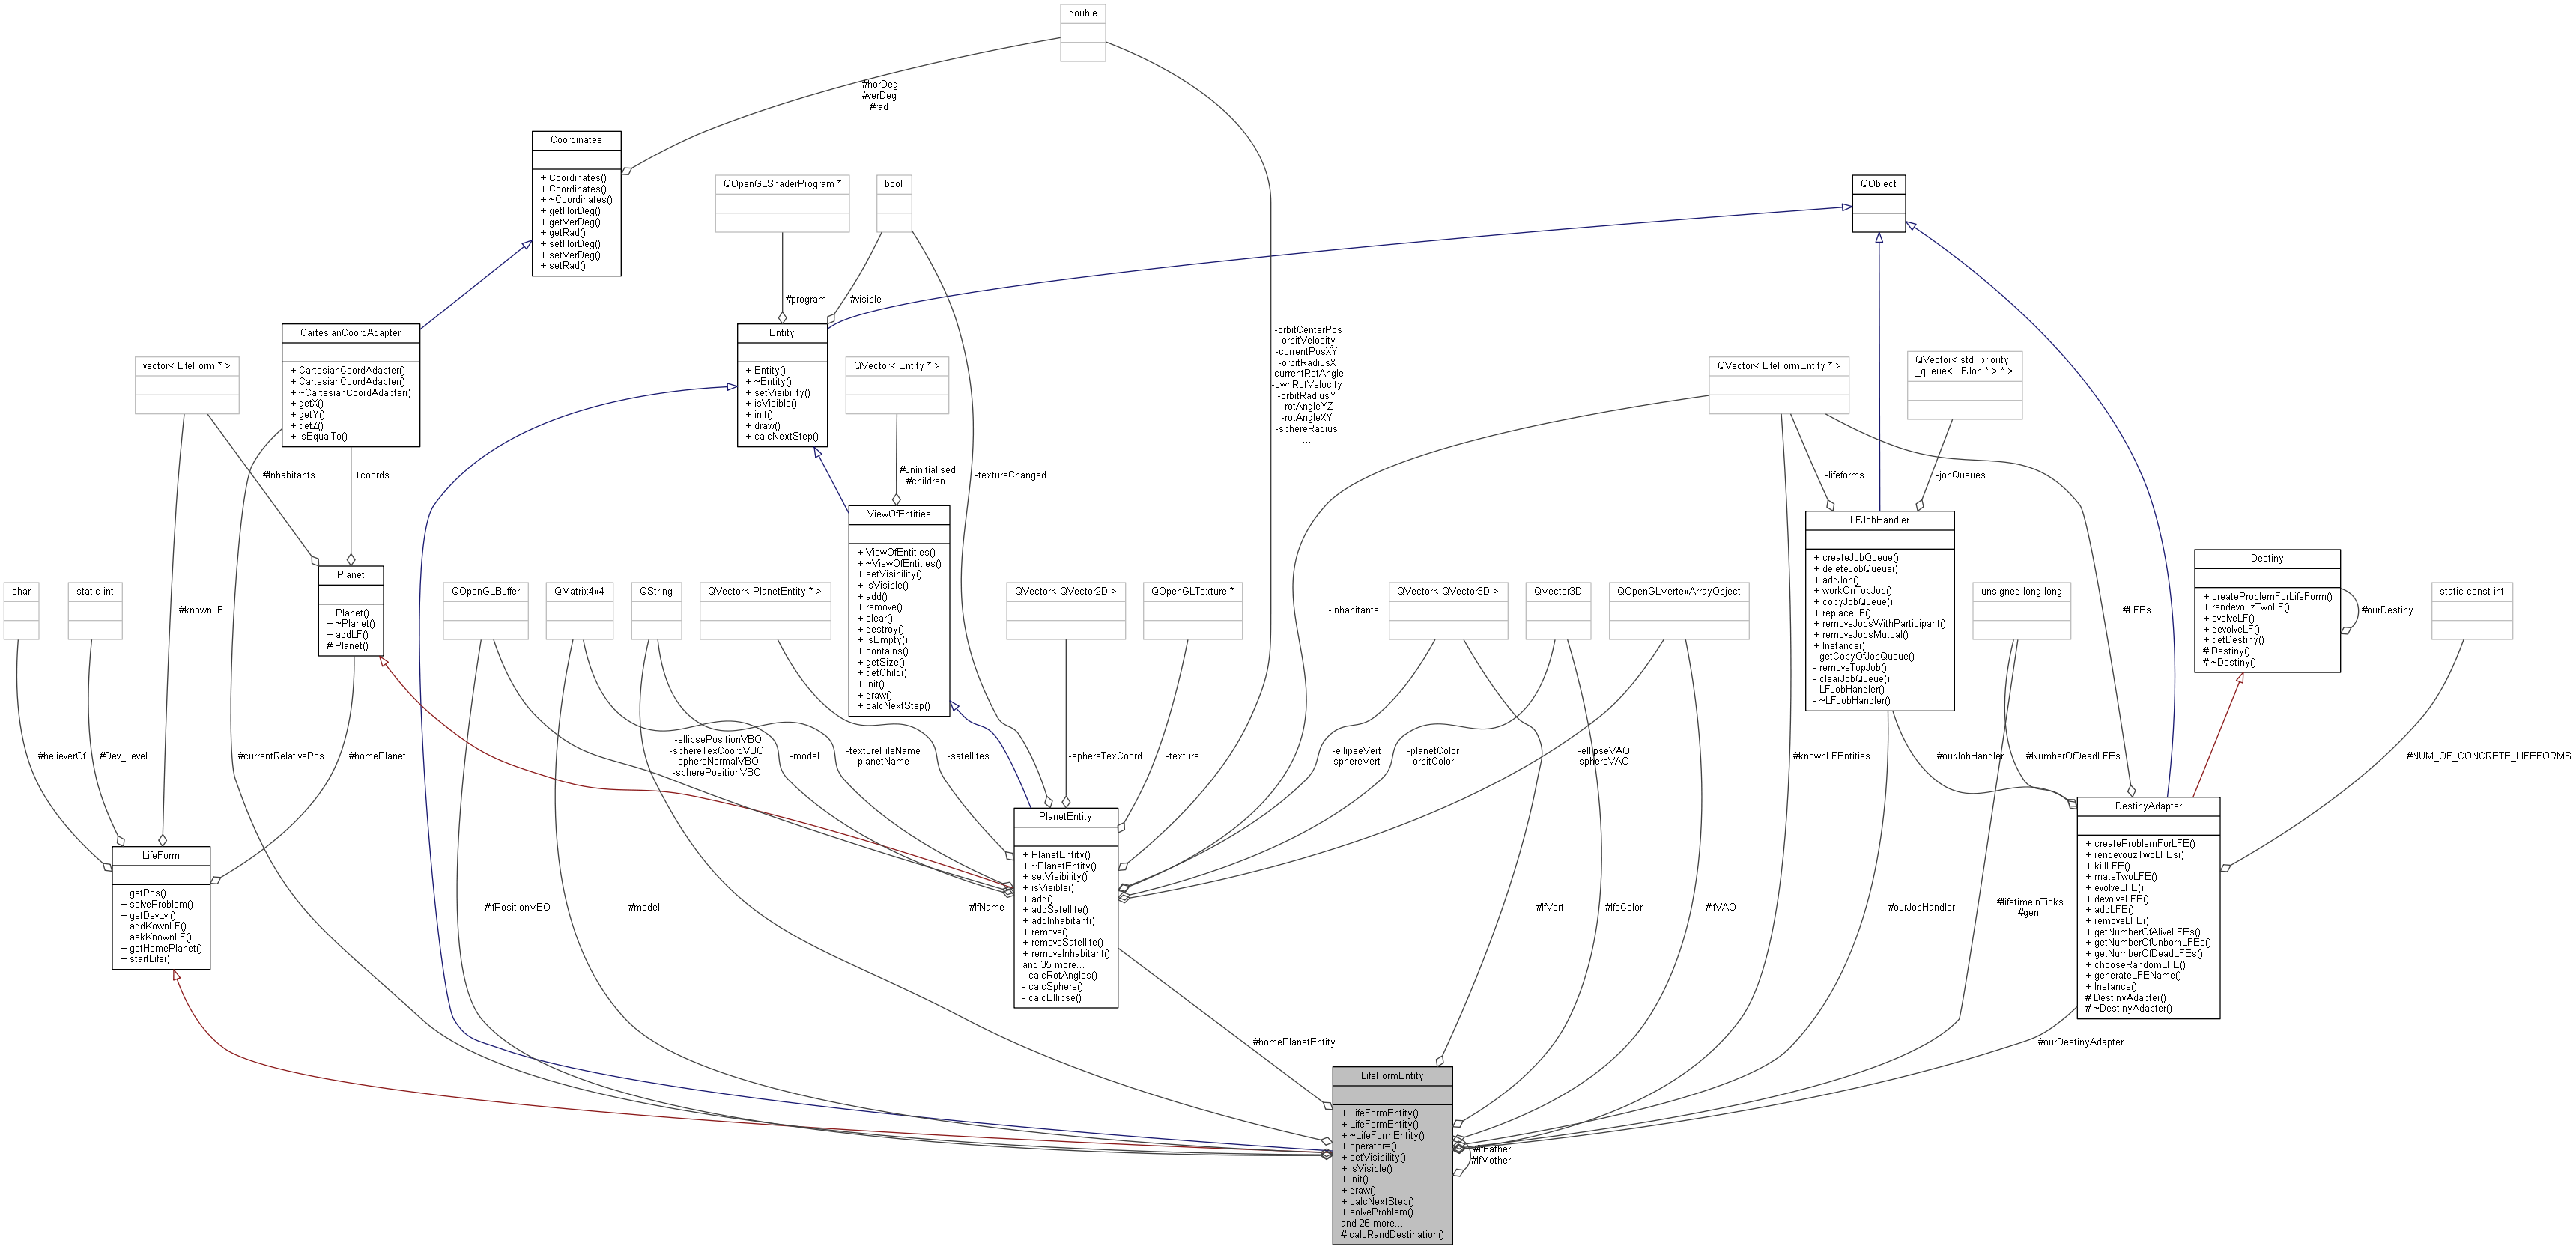 double
#horDeg
#verDeg
#rad
Coordinates
+ Coordinates()
+ Coordinates()
+ ~Coordinates()
+ getHorDeg()
+ getVerDeg()
+ getRad()
+ setHorDeg()
+ setVerDeg()
+ setRad()
QOpenGLShaderProgram *
bool
QObject
#program
#visible
CartesianCoordAdapter
+ CartesianCoordAdapter()
+ CartesianCoordAdapter()
+ ~CartesianCoordAdapter()
+ getX()
+ getY()
+ getZ()
+ isEqualTo()
Entity
+ Entity()
+ ~Entity()
+ setVisibility()
+ isVisible()
+ init()
+ draw()
+ calcNextStep()
-orbitCenterPos
-orbitVelocity
-currentPosXY
-orbitRadiusX
-currentRotAngle
-ownRotVelocity
-orbitRadiusY
-rotAngleYZ
-rotAngleXY
-sphereRadius
...
vector< LifeForm * >
QVector< Entity * >
QVector< LifeFormEntity * >
QVector< std::priority
_queue< LFJob * > * >
#Inhabitants
+coords
#uninitialised
#children
-textureChanged
-lifeforms
-jobQueues
ViewOfEntities
+ ViewOfEntities()
+ ~ViewOfEntities()
+ setVisibility()
+ isVisible()
+ add()
+ remove()
+ clear()
+ destroy()
+ isEmpty()
+ contains()
+ getSize()
+ getChild()
+ init()
+ draw()
+ calcNextStep()
LFJobHandler
+ createJobQueue()
+ deleteJobQueue()
+ addJob()
+ workOnTopJob()
+ copyJobQueue()
+ replaceLF()
+ removeJobsWithParticipant()
+ removeJobsMutual()
+ Instance()
- getCopyOfJobQueue()
- removeTopJob()
- clearJobQueue()
- LFJobHandler()
- ~LFJobHandler()
Destiny
+ createProblemForLifeForm()
+ rendevouzTwoLF()
+ evolveLF()
+ devolveLF()
+ getDestiny()
# Destiny()
# ~Destiny()
#ourDestiny
Planet
+ Planet()
+ ~Planet()
+ addLF()
# Planet()
char
static int
#knownLF
QOpenGLBuffer
QMatrix4x4
QString
QVector< PlanetEntity * >
QVector< QVector2D >
QOpenGLTexture *
-inhabitants
QVector< QVector3D >
QVector3D
QOpenGLVertexArrayObject
unsigned long long
#LFEs
static const int
#believerOf
#Dev_Level
#currentRelativePos
#homePlanet
-ellipsePositionVBO
-sphereTexCoordVBO
-sphereNormalVBO
-spherePositionVBO
-model
-textureFileName
-planetName
-satellites
-sphereTexCoord
-texture
-ellipseVert
-sphereVert
-planetColor
-orbitColor
-ellipseVAO
-sphereVAO
#knownLFEntities
#ourJobHandler
#NumberOfDeadLFEs
#NUM_OF_CONCRETE_LIFEFORMS
LifeForm
+ getPos()
+ solveProblem()
+ getDevLvl()
+ addKownLF()
+ askKnownLF()
+ getHomePlanet()
+ startLife()
PlanetEntity
+ PlanetEntity()
+ ~PlanetEntity()
+ setVisibility()
+ isVisible()
+ add()
+ addSatellite()
+ addInhabitant()
+ remove()
+ removeSatellite()
+ removeInhabitant()
and 35 more...
- calcRotAngles()
- calcSphere()
- calcEllipse()
DestinyAdapter
+ createProblemForLFE()
+ rendevouzTwoLFEs()
+ killLFE()
+ mateTwoLFE()
+ evolveLFE()
+ devolveLFE()
+ addLFE()
+ removeLFE()
+ getNumberOfAliveLFEs()
+ getNumberOfUnbornLFEs()
+ getNumberOfDeadLFEs()
+ chooseRandomLFE()
+ generateLFEName()
+ Instance()
# DestinyAdapter()
# ~DestinyAdapter()
#lfPositionVBO
#model
#lfName
#lfVert
#lfeColor
#lfVAO
#ourJobHandler
#lifetimeInTicks
#gen
#homePlanetEntity
#ourDestinyAdapter
LifeFormEntity
+ LifeFormEntity()
+ LifeFormEntity()
+ ~LifeFormEntity()
+ operator=()
+ setVisibility()
+ isVisible()
+ init()
+ draw()
+ calcNextStep()
+ solveProblem()
and 26 more...
# calcRandDestination()
#lfFather
#lfMother